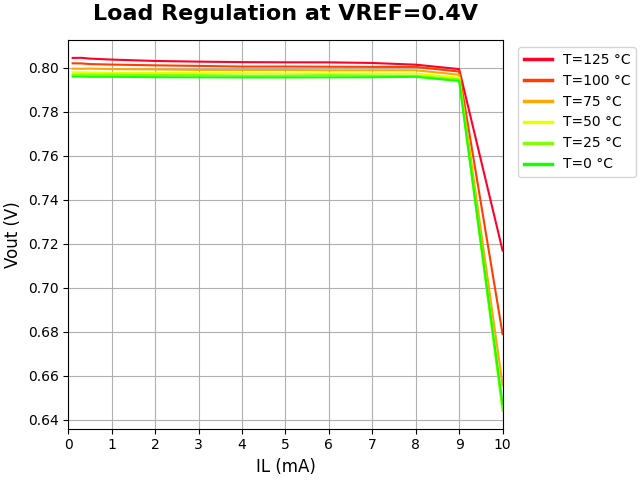 Load Regulation at VREF=0.4V
T=125 °C
T=100 °C
T=75 °C
T=50 °C
T=25 °C
T=0 °C
Vout (V)
0.80
0.78
0.76
0.74
0.72
0.70
0.68
0.66
0.64
0 1 2 3 4 5 6 7 8 9 10
IL (mA)